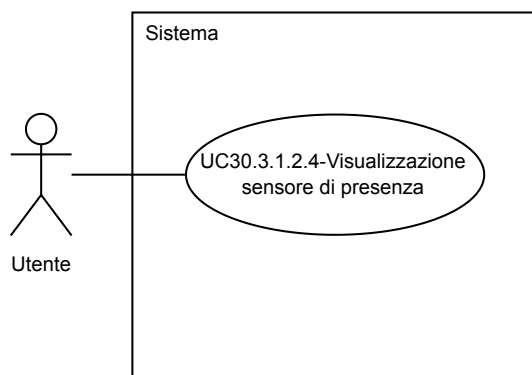 Sistema
UC30.3.1.2.4-Visualizzazione
sensore di presenza
Utente